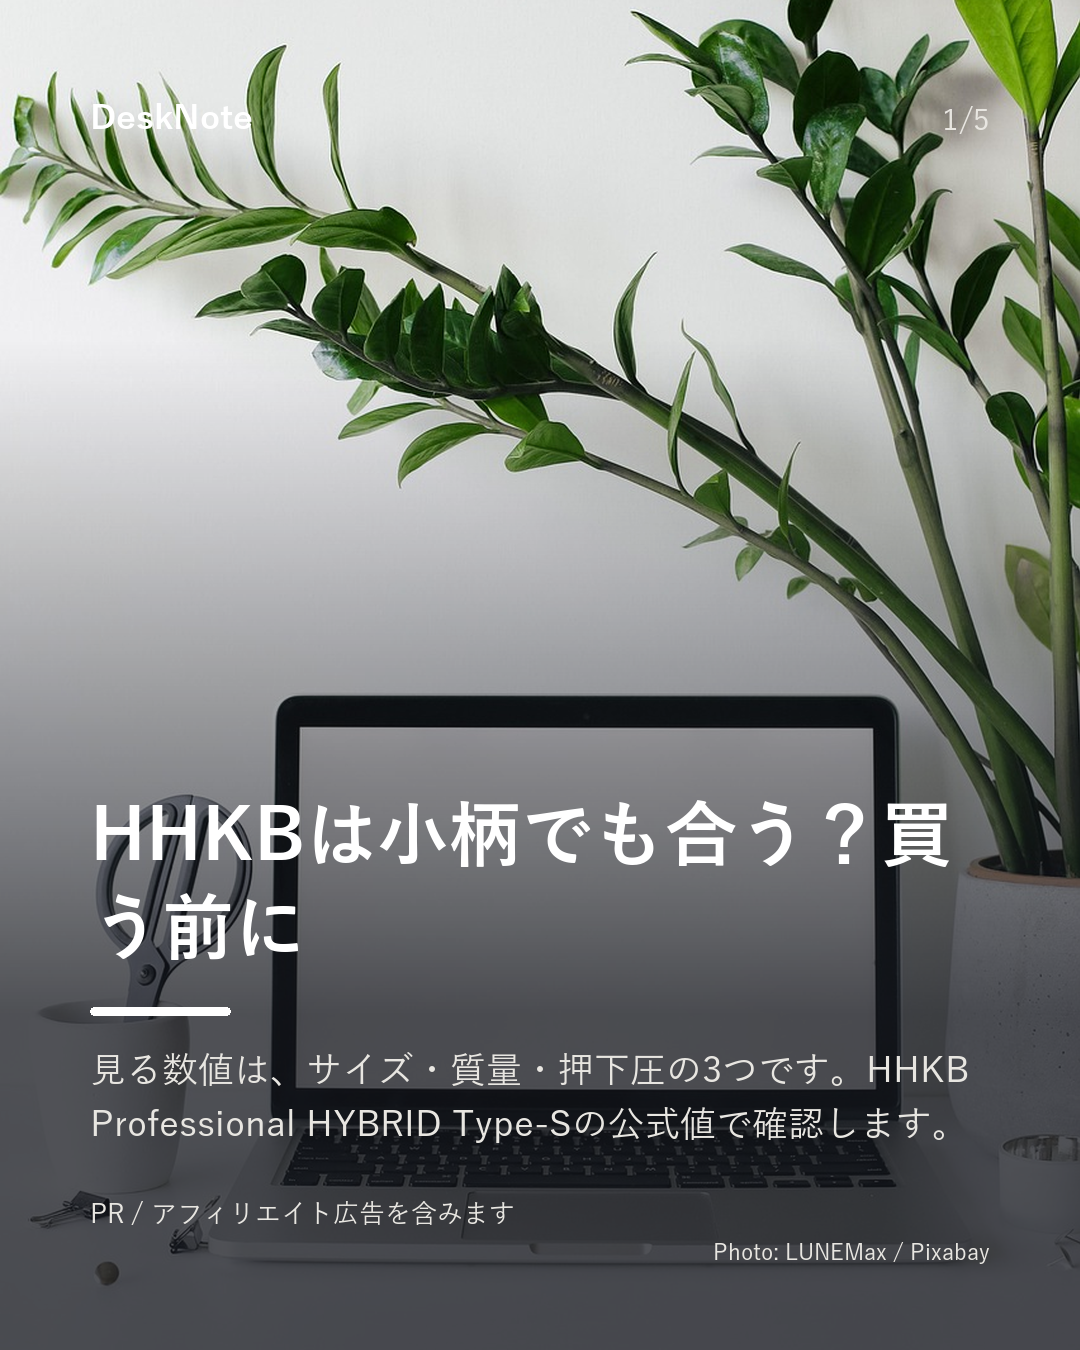 DeskNote
1/5
HHKBは小柄でも合う？買
う前に
見る数値は、サイズ・質量・押下圧の3つです。HHKB
Professional HYBRID Type-Sの公式値で確認します。
PR / アフィリエイト広告を含みます
Photo: LUNEMax / Pixabay